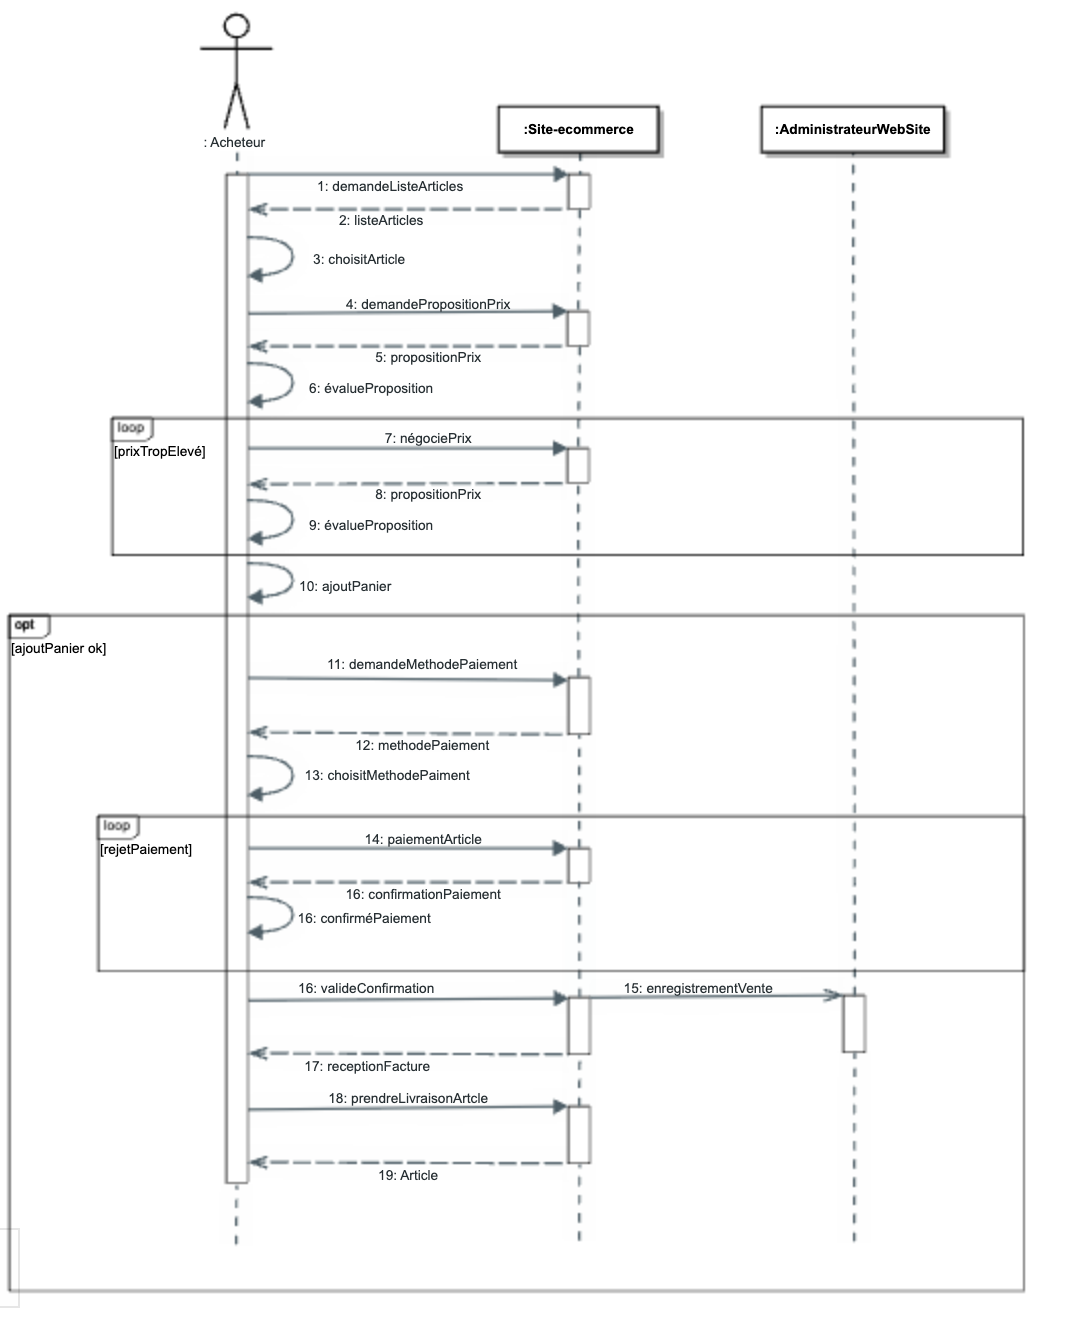 : Acheteur
:Site-ecommerce
:AdministrateurWebSite
1: demandeListeArticles
2: listeArticles
3: choisitArticle
4: demandePropositionPrix
5: propositionPrix
6: évalueProposition
loop
[prixTropElevé]
7: négociePrix
8: propositionPrix
9: évalueProposition
10: ajoutPanier
opt
[ajoutPanier ok]
11: demandeMethodePaiement
12: methodePaiement
13: choisitMethodePaiment
loop
[rejetPaiement]
14: paiementArticle
16: confirmationPaiement
16: confirméPaiement
16: valideConfirmation
15: enregistrementVente
17: receptionFacture
18: prendreLivraisonArtcle
19: Article